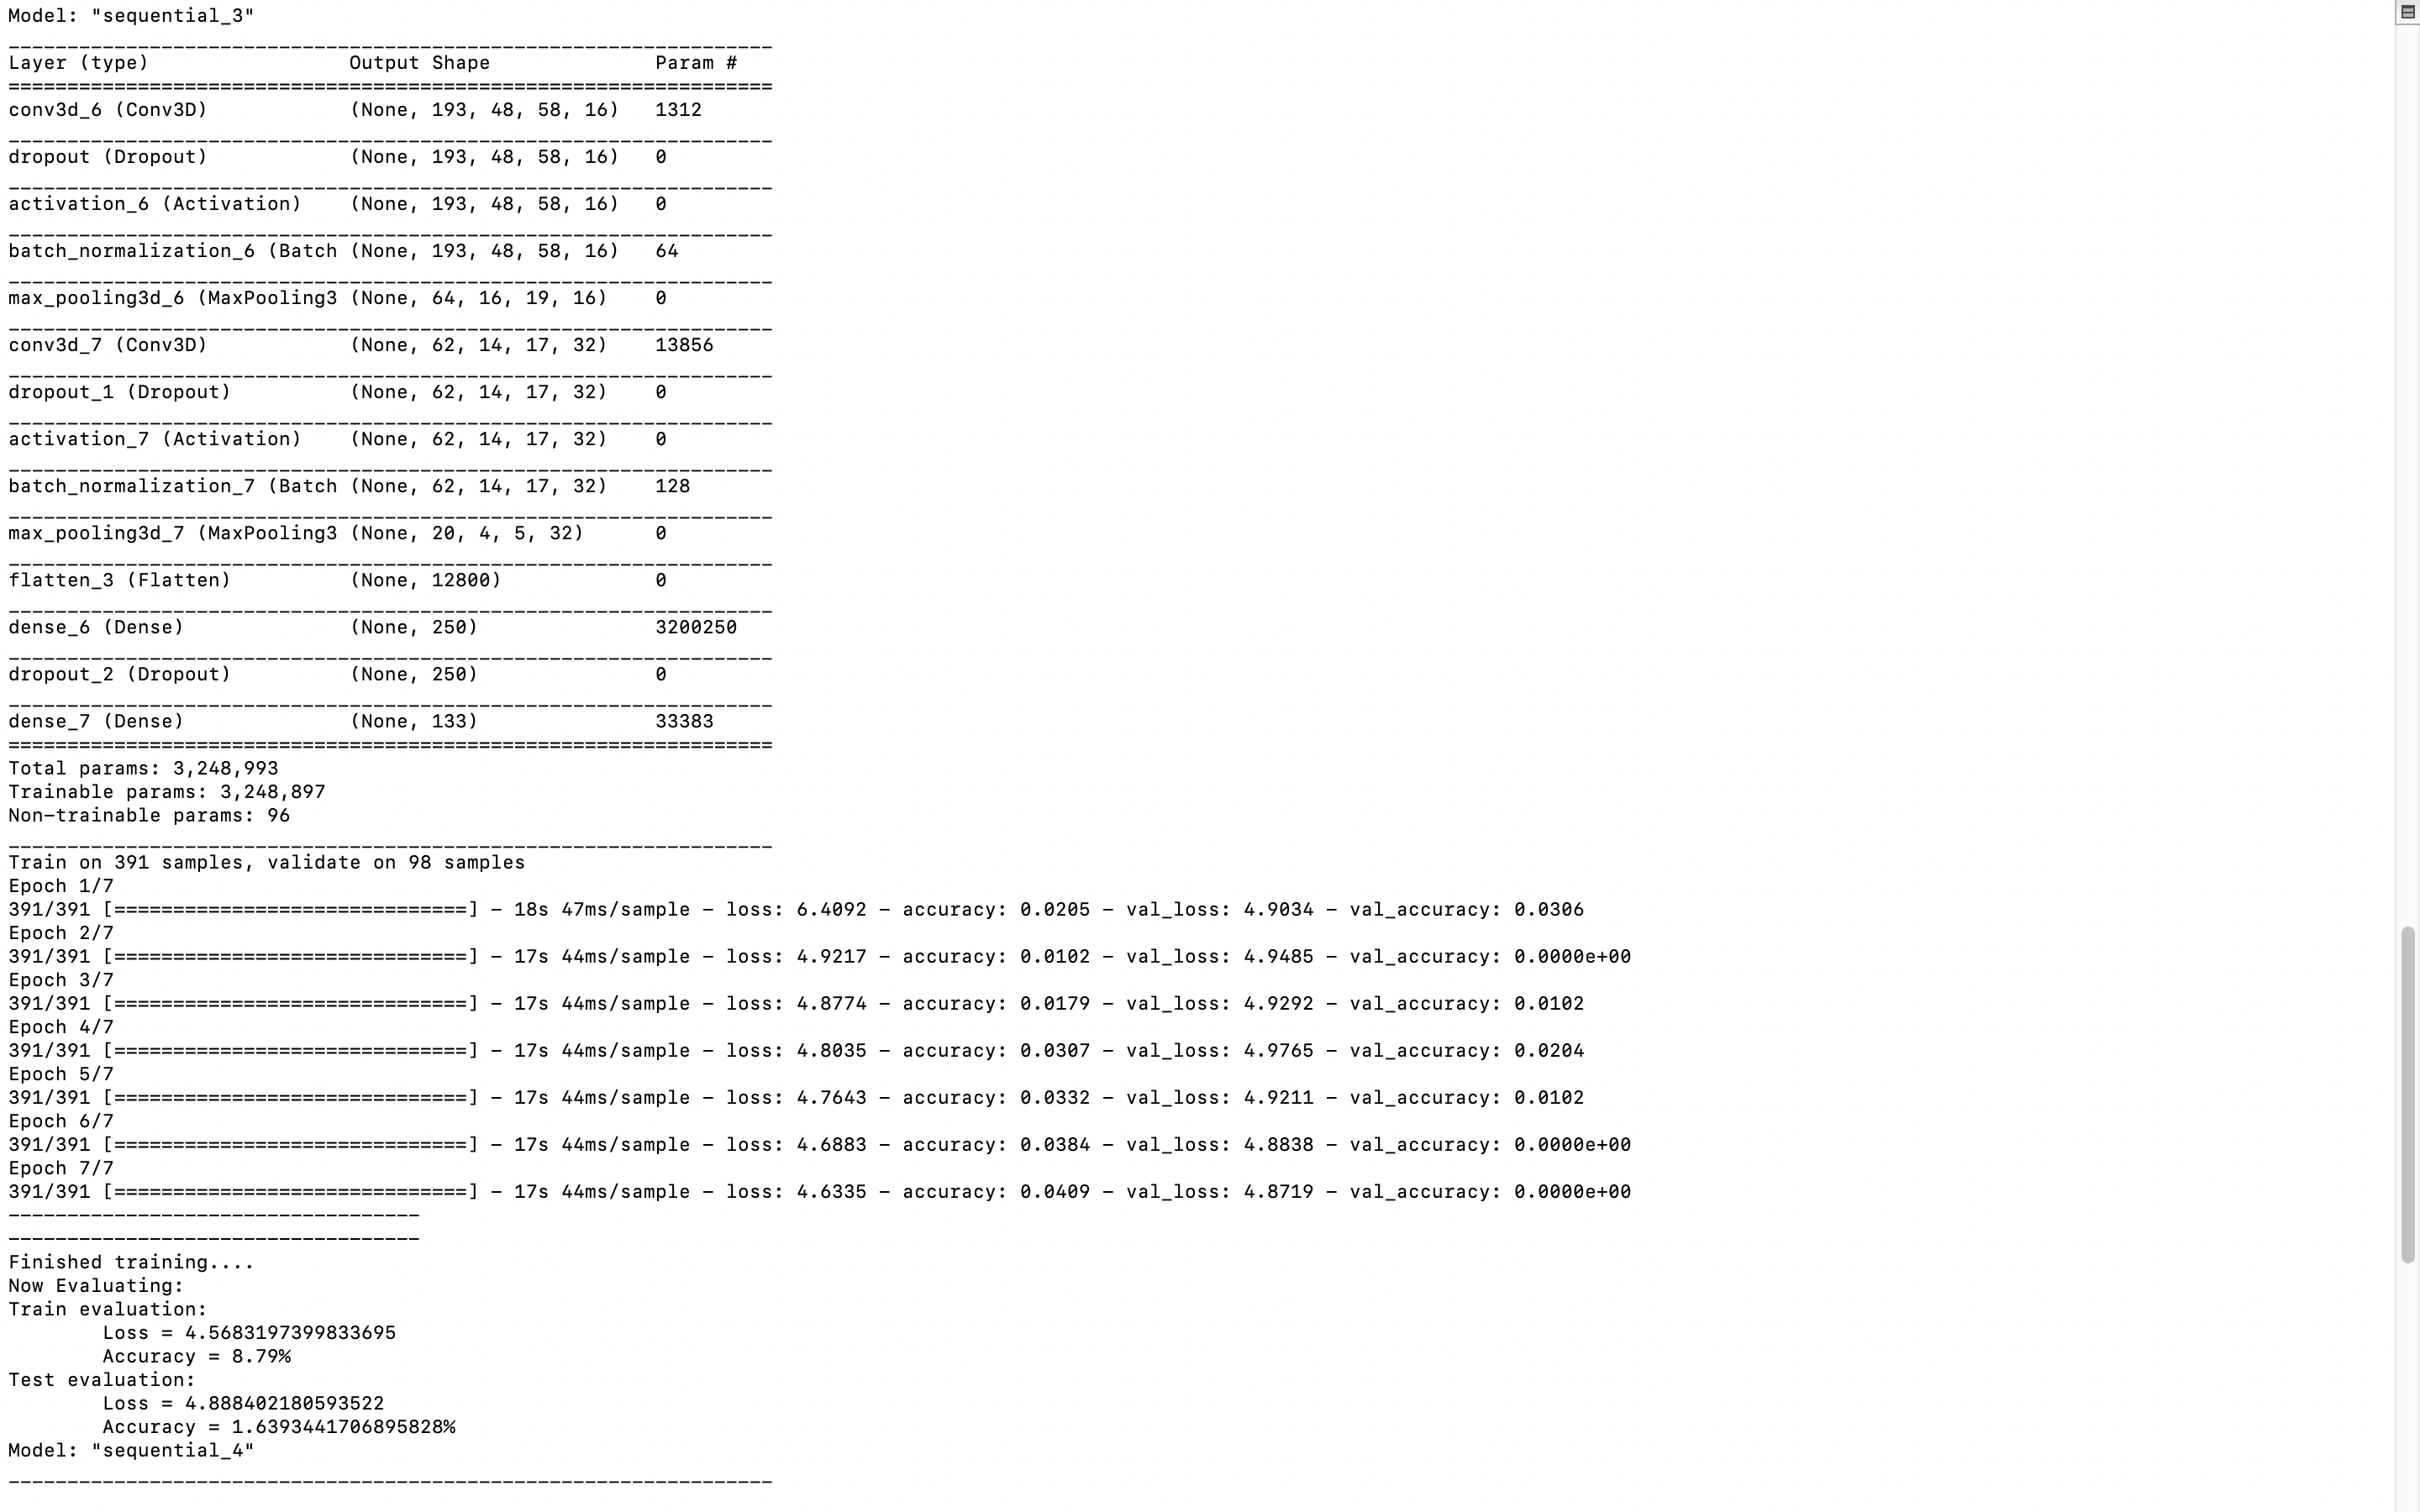 Model: "sequential_3"
_________________________________________________________________
Layer (type)                 Output Shape              Param #
=================================================================
conv3d_6 (Conv3D)            (None, 193, 48, 58, 16)   1312
_________________________________________________________________
dropout (Dropout)            (None, 193, 48, 58, 16)   0
_________________________________________________________________
activation_6 (Activation)    (None, 193, 48, 58, 16)   0
_________________________________________________________________
batch_normalization_6 (Batch (None, 193, 48, 58, 16)   64
_________________________________________________________________
max_pooling3d_6 (MaxPooling3 (None, 64, 16, 19, 16)    0
_________________________________________________________________
conv3d_7 (Conv3D)            (None, 62, 14, 17, 32)    13856
_________________________________________________________________
dropout_1 (Dropout)          (None, 62, 14, 17, 32)    0
_________________________________________________________________
activation_7 (Activation)    (None, 62, 14, 17, 32)    0
_________________________________________________________________
batch_normalization_7 (Batch (None, 62, 14, 17, 32)    128
_________________________________________________________________
max_pooling3d_7 (MaxPooling3 (None, 20, 4, 5, 32)      0
_________________________________________________________________
flatten_3 (Flatten)          (None, 12800)             0
_________________________________________________________________
dense_6 (Dense)              (None, 250)               3200250
_________________________________________________________________
dropout_2 (Dropout)          (None, 250)               0
_________________________________________________________________
dense_7 (Dense)              (None, 133)               33383
=================================================================
Total params: 3,248,993
Trainable params: 3,248,897
Non-trainable params: 96
_________________________________________________________________
Train on 391 samples, validate on 98 samples
Epoch 1/7
391/391 [==============================] - 18s 47ms/sample - loss: 6.4092 - accuracy: 0.0205 - val_loss: 4.9034 - val_accuracy: 0.0306
Epoch 2/7
391/391 [==============================] - 17s 44ms/sample - loss: 4.9217 - accuracy: 0.0102 - val_loss: 4.9485 - val_accuracy: 0.0000e+00
Epoch 3/7
391/391 [==============================] - 17s 44ms/sample - loss: 4.8774 - accuracy: 0.0179 - val_loss: 4.9292 - val_accuracy: 0.0102
Epoch 4/7
391/391 [==============================] - 17s 44ms/sample - loss: 4.8035 - accuracy: 0.0307 - val_loss: 4.9765 - val_accuracy: 0.0204
Epoch 5/7
391/391 [==============================] - 17s 44ms/sample - loss: 4.7643 - accuracy: 0.0332 - val_loss: 4.9211 - val_accuracy: 0.0102
Epoch 6/7
391/391 [==============================] - 17s 44ms/sample - loss: 4.6883 - accuracy: 0.0384 - val_loss: 4.8838 - val_accuracy: 0.0000e+00
Epoch 7/7
391/391 [==============================] - 17s 44ms/sample - loss: 4.6335 - accuracy: 0.0409 - val_loss: 4.8719 - val_accuracy: 0.0000e+00
-----------------------------------
-----------------------------------
Finished training....
Now Evaluating:
Train evaluation:
        Loss = 4.5683197399833695
        Accuracy = 8.79%
Test evaluation:
        Loss = 4.888402180593522
        Accuracy = 1.6393441706895828%
Model: "sequential_4"
_________________________________________________________________